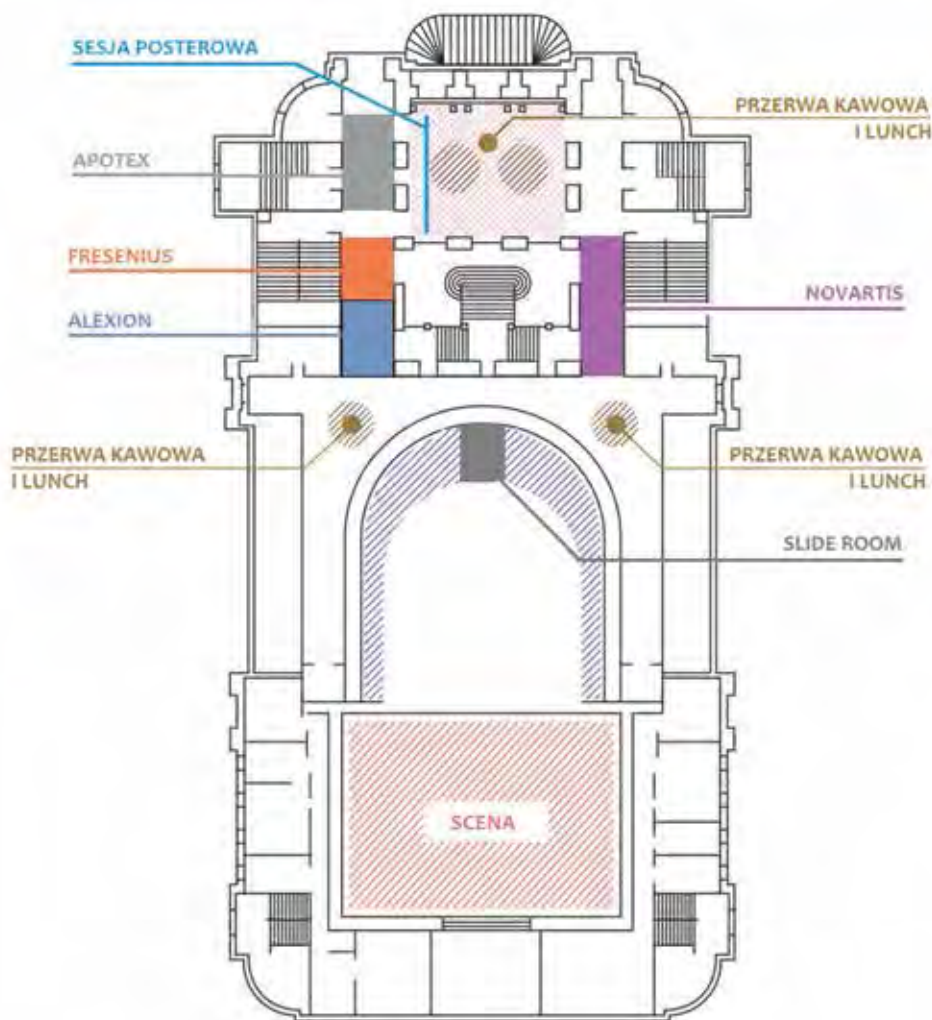 SESJA POSTEROWA
PRZERWA KAWOWA
I LUNCH
APOTEX
FRESENIUS
NOVARTIS
ALEXION
PRZERWA KAWOWA
I LUNCH
PRZERWA KAWOWA
I LUNCH
SLIDE ROOM
SCENA